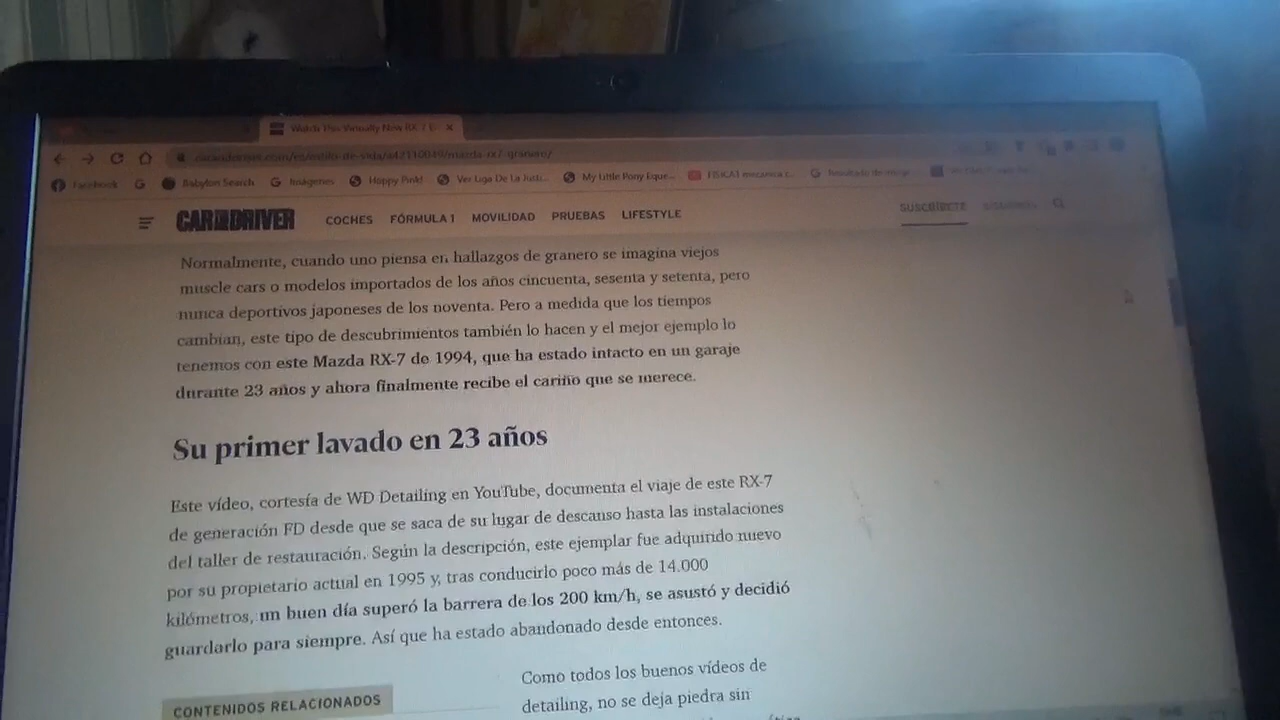 Watch This Virtually New RX-7 E
caranddriver.com/es/estilo-de-vida/a42110049/mazda-rx7-granero/
Facebook G Babylon Search Imágenes Hoppy Pink! Ver Liga De La Justi... My Little Pony Eque... FISICA1 mecanica c... Resultado de
CAR AND DRIVER COCHES FÓRMULA 1 MOVILIDAD PRUEBAS LIFESTYLE SUSCRÍBETE SÍGUENOS
Normalmente, cuando uno piensa en hallazgos de granero se imagina viejos
muscle cars o modelos importados de los años cincuenta, sesenta y setenta, pero
nunca deportivos japoneses de los noventa. Pero a medida que los tiempos
cambian, este tipo de descubrimientos también lo hacen y el mejor ejemplo lo
tenemos con este Mazda RX-7 de 1994, que ha estado intacto en un garaje
durante 23 años y ahora finalmente recibe el cariño que se merece.
Su primer lavado en 23 años
Este vídeo, cortesía de WD Detailing en YouTube, documenta el viaje de este RX-7
de generación FD desde que se saca de su lugar de descanso hasta las instalaciones
del taller de restauración. Según la descripción, este ejemplar fue adquirido nuevo
por su propietario actual en 1995 y, tras conducirlo poco más de 14.000
kilómetros, un buen día superó la barrera de los 200 km/h, se asustó y decidió
guardarlo para siempre. Así que ha estado abandonado desde entonces.
CONTENIDOS RELACIONADOS
Como todos los buenos vídeos de
detailing, no se deja piedra sin